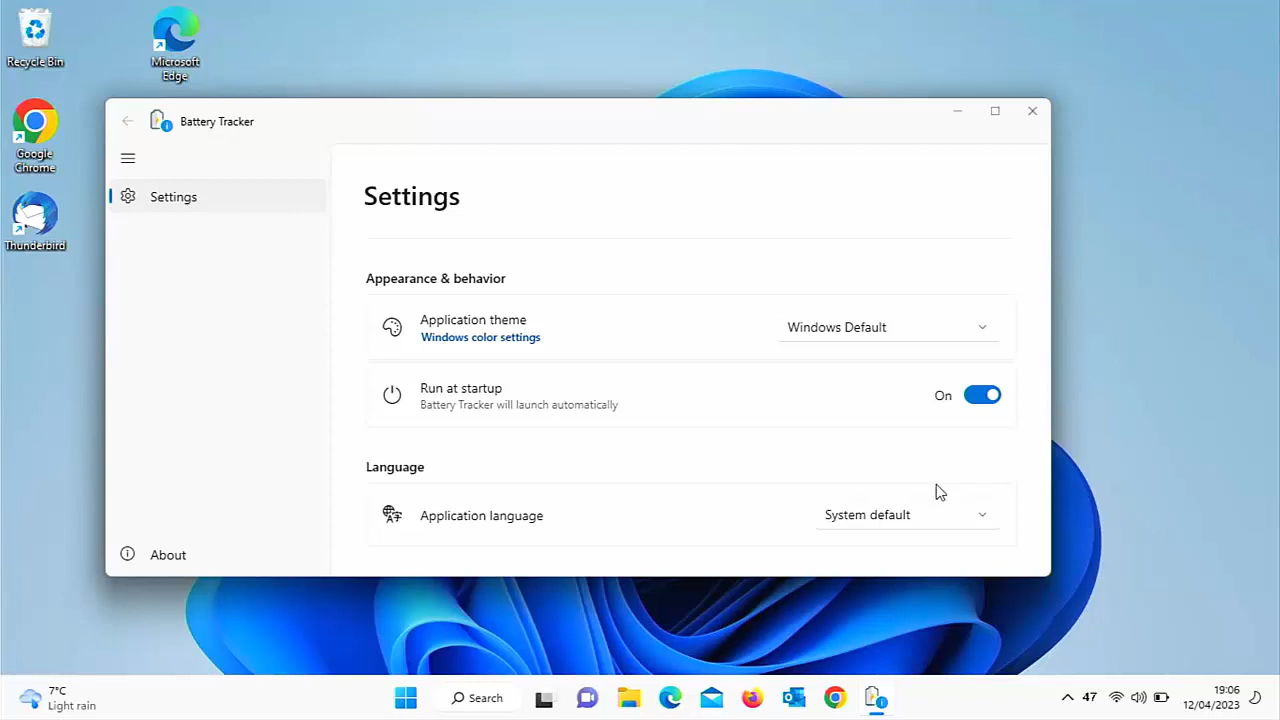 Recycle Bin
Microsoft
Edge
Google
Chrome
Thunderbird
Battery Tracker
Settings
About
Settings
Appearance & behavior
Application theme
Windows color settings
Windows Default
Run at startup
Battery Tracker will launch automatically
On
Language
Application language
System default
7°C
Light rain
Search
47
19:06
12/04/2023